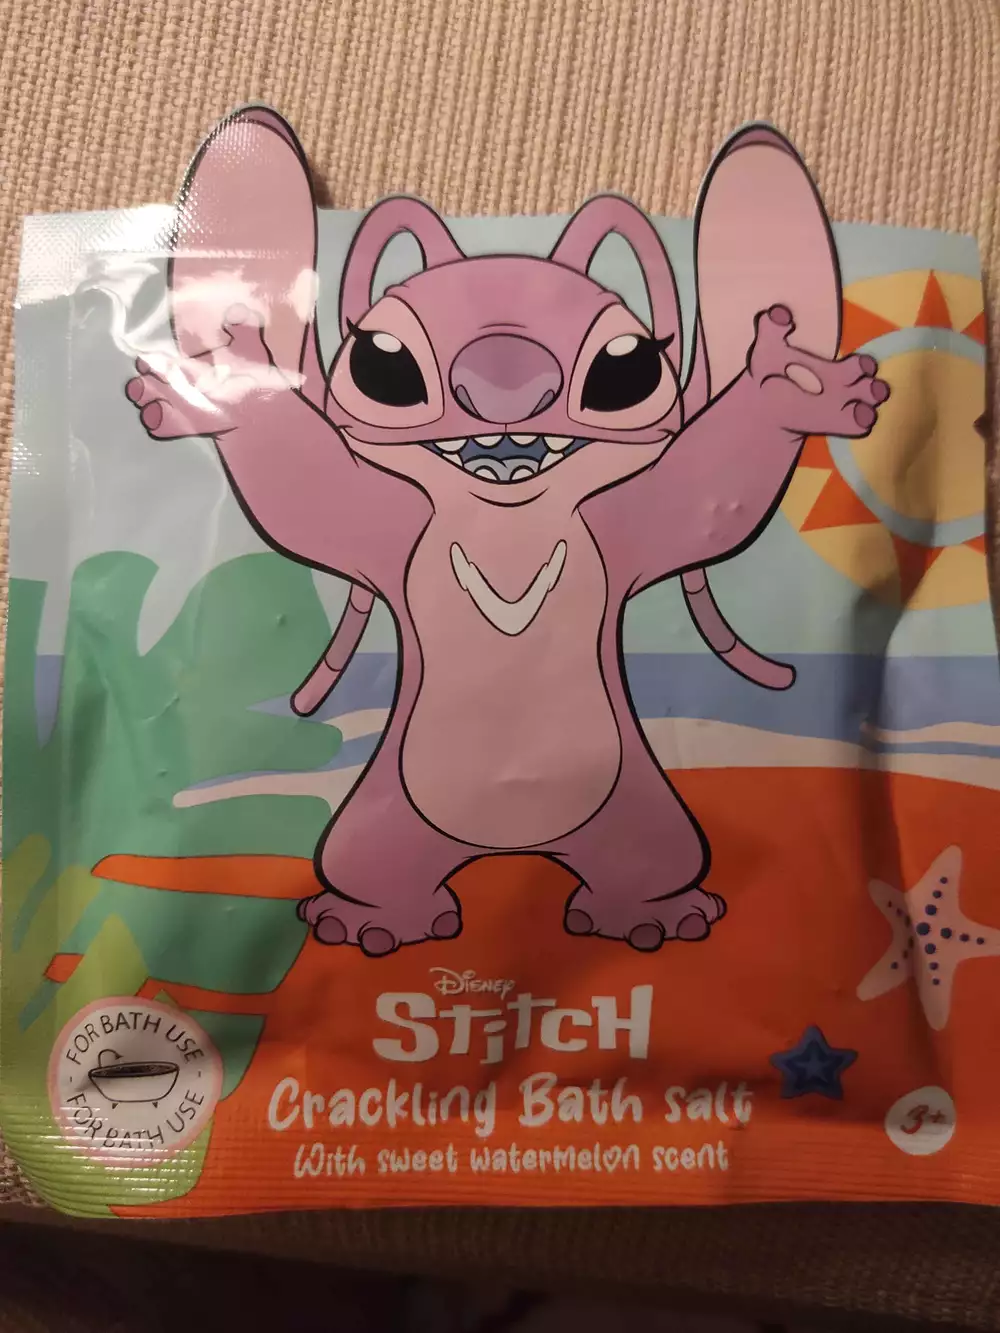 Disney
Stitch
Crackling Bath salt
With sweet watermelon scent
- FOR BATH USE -
FOR BATH USE
3+